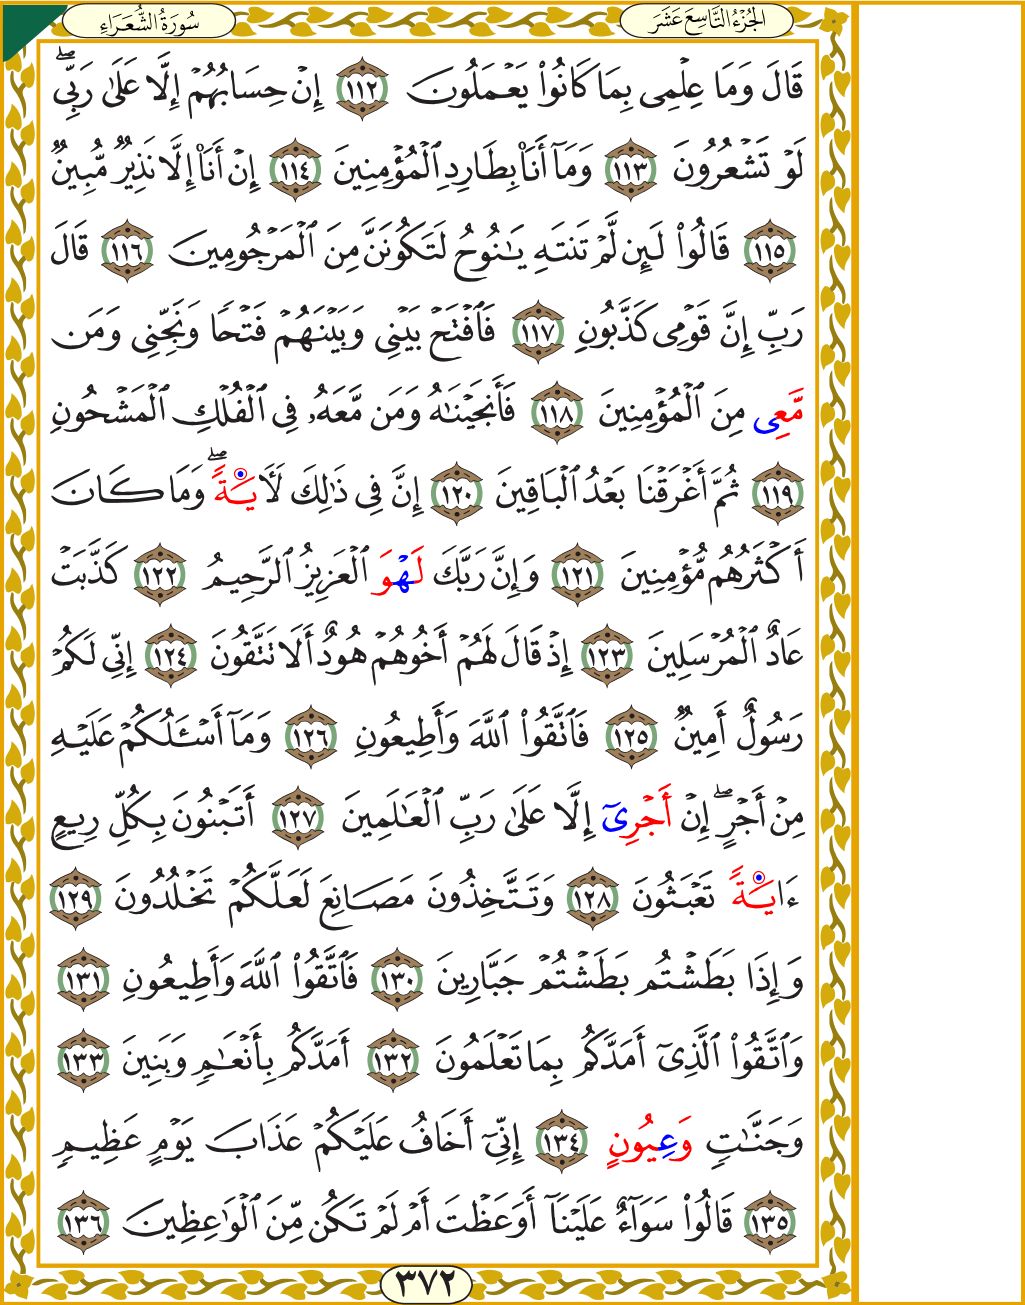 الجُزْءُ التَّاسِعَ عَشَرَ
سُورَةُ الشُّعَرَاءِ
قَالَ وَمَا عِلْمِى بِمَا كَانُوا۟ يَعْمَلُونَ ١١٢ إِنْ حِسَابُهُمْ إِلَّا عَلَىٰ رَبِّىۖ
لَوْ تَشْعُرُونَ ١١٣ وَمَآ أَنَا۠ بِطَارِدِ ٱلْمُؤْمِنِينَ ١١٤ إِنْ أَنَا۠ إِلَّا نَذِيرٌ مُّبِينٌ
١١٥ قَالُوا۟ لَئِن لَّمْ تَنتَهِ يَـٰنُوحُ لَتَكُونَنَّ مِنَ ٱلْمَرْجُومِينَ ١١٦ قَالَ
رَبِّ إِنَّ قَوْمِى كَذَّبُونِ ١١٧ فَٱفْتَحْ بَيْنِى وَبَيْنَهُمْ فَتْحًا وَنَجِّنِى وَمَن
مَّعِى مِنَ ٱلْمُؤْمِنِينَ ١١٨ فَأَنجَيْنَـٰهُ وَمَن مَّعَهُۥ فِى ٱلْفُلْكِ ٱلْمَشْحُونِ
١١٩ ثُمَّ أَغْرَقْنَا بَعْدُ ٱلْبَاقِينَ ١٢٠ إِنَّ فِى ذَٰلِكَ لَـَٔايَةًۖ وَمَا كَانَ
أَكْثَرُهُم مُّؤْمِنِينَ ١٢١ وَإِنَّ رَبَّكَ لَهُوَ ٱلْعَزِيزُ ٱلرَّحِيمُ ١٢٢ كَذَّبَتْ
عَادٌ ٱلْمُرْسَلِينَ ١٢٣ إِذْ قَالَ لَهُمْ أَخُوهُمْ هُودٌ أَلَا تَتَّقُونَ ١٢٤ إِنِّى لَكُمْ
رَسُولٌ أَمِينٌ ١٢٥ فَٱتَّقُوا۟ ٱللَّهَ وَأَطِيعُونِ ١٢٦ وَمَآ أَسْـَٔلُكُمْ عَلَيْهِ
مِنْ أَجْرٍۖ إِنْ أَجْرِىَ إِلَّا عَلَىٰ رَبِّ ٱلْعَـٰلَمِينَ ١٢٧ أَتَبْنُونَ بِكُلِّ رِيعٍ
ءَايَةً تَعْبَثُونَ ١٢٨ وَتَتَّخِذُونَ مَصَانِعَ لَعَلَّكُمْ تَخْلُدُونَ ١٢٩
وَإِذَا بَطَشْتُم بَطَشْتُمْ جَبَّارِينَ ١٣٠ فَٱتَّقُوا۟ ٱللَّهَ وَأَطِيعُونِ ١٣١
وَٱتَّقُوا۟ ٱلَّذِىٓ أَمَدَّكُم بِمَا تَعْلَمُونَ ١٣٢ أَمَدَّكُم بِأَنْعَـٰمٍ وَبَنِينَ ١٣٣
وَجَنَّـٰتٍ وَعِيُونٍ ١٣٤ إِنِّىٓ أَخَافُ عَلَيْكُمْ عَذَابَ يَوْمٍ عَظِيمٍ
١٣٥ قَالُوا۟ سَوَآءٌ عَلَيْنَآ أَوَعَظْتَ أَمْ لَمْ تَكُن مِّنَ ٱلْوَٰعِظِينَ ١٣٦
٣٧٢